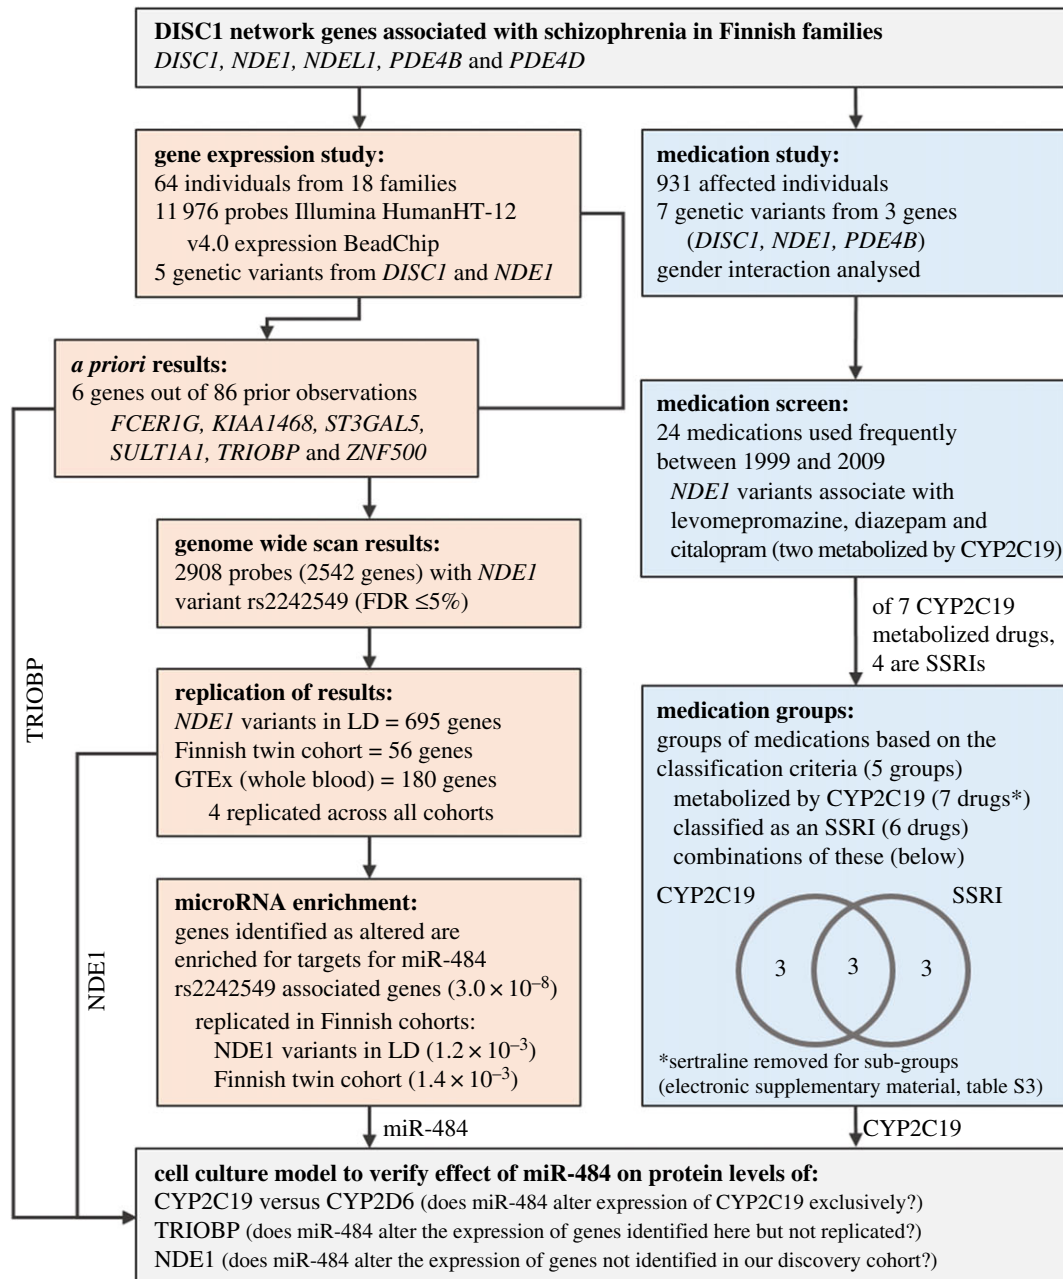 DISC1 network genes associated with schizophrenia in Finnish families
DISC1, NDE1, NDEL1, PDE4B and PDE4D
gene expression study:
64 individuals from 18 families
11 976 probes Illumina HumanHT-12
v4.0 expression BeadChip
5 genetic variants from DISC1 and NDE1
a priori results:
6 genes out of 86 prior observations
FCER1G, KIAA1468, ST3GAL5,
SULT1A1, TRIOBP and ZNF500
genome wide scan results:
2908 probes (2542 genes) with NDE1
variant rs2242549 (FDR ≤5%)
replication of results:
NDE1 variants in LD = 695 genes
Finnish twin cohort = 56 genes
GTEx (whole blood) = 180 genes
4 replicated across all cohorts
microRNA enrichment:
genes identified as altered are
enriched for targets for miR-484
rs2242549 associated genes (3.0 × 10⁻⁸)
replicated in Finnish cohorts:
NDE1 variants in LD (1.2 × 10⁻³)
Finnish twin cohort (1.4 × 10⁻³)
TRIOBP
NDE1
miR-484
medication study:
931 affected individuals
7 genetic variants from 3 genes
(DISC1, NDE1, PDE4B)
gender interaction analysed
medication screen:
24 medications used frequently
between 1999 and 2009
NDE1 variants associate with
levomepromazine, diazepam and
citalopram (two metabolized by CYP2C19)
of 7 CYP2C19
metabolized drugs,
4 are SSRIs
medication groups:
groups of medications based on the
classification criteria (5 groups)
metabolized by CYP2C19 (7 drugs*)
classified as an SSRI (6 drugs)
combinations of these (below)
CYP2C19 SSRI
3 3 3
*sertraline removed for sub-groups
(electronic supplementary material, table S3)
CYP2C19
cell culture model to verify effect of miR-484 on protein levels of:
CYP2C19 versus CYP2D6 (does miR-484 alter expression of CYP2C19 exclusively?)
TRIOBP (does miR-484 alter the expression of genes identified here but not replicated?)
NDE1 (does miR-484 alter the expression of genes not identified in our discovery cohort?)